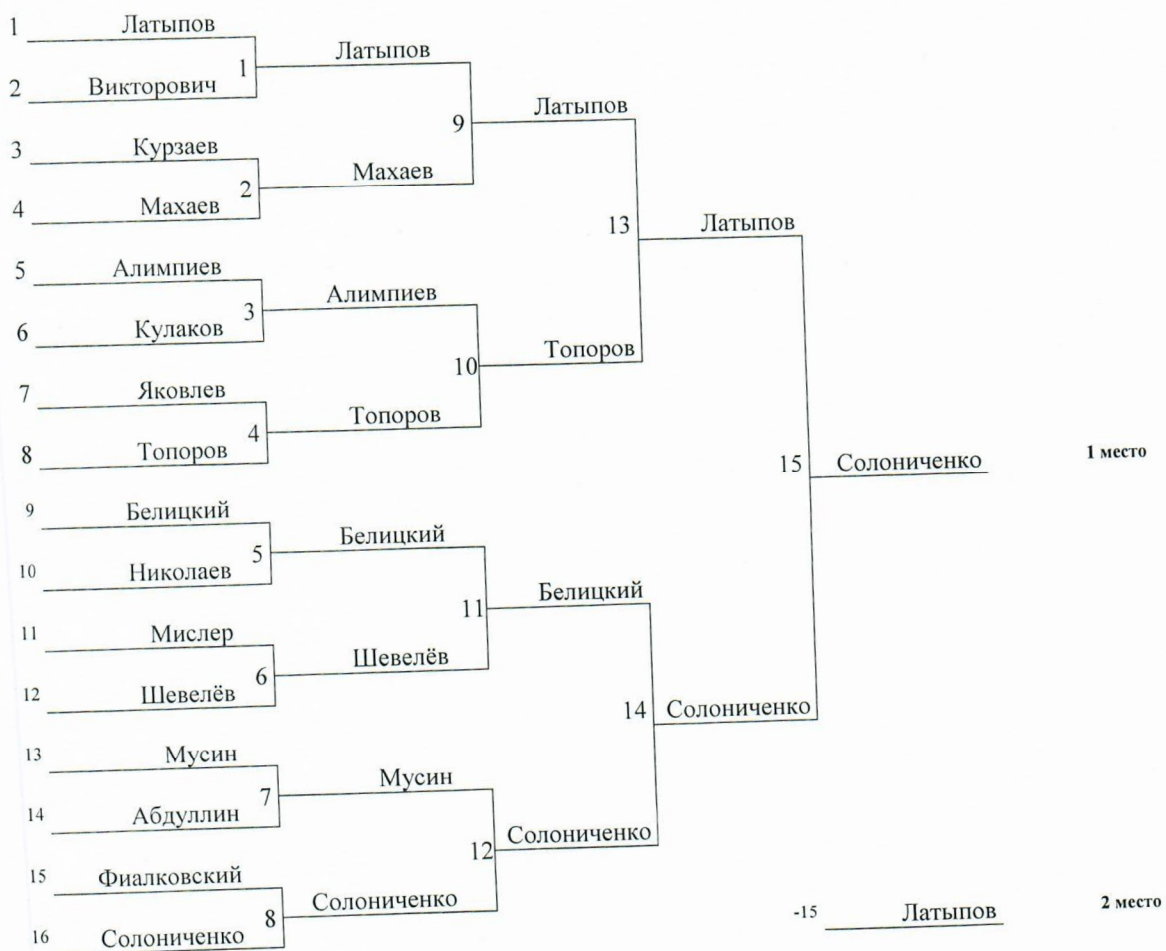 1 Латыпов
Латыпов
1
2 Викторович
Латыпов
9
3 Курзаев
Махаев
2
4 Махаев
Латыпов
13
5 Алимпиев
Алимпиев
3
6 Кулаков
Топоров
10
7 Яковлев
Топоров
4
8 Топоров
15 Солониченко 1 место
9 Белицкий
Белицкий
5
10 Николаев
Белицкий
11
11 Мислер
Шевелёв
6
12 Шевелёв
14 Солониченко
13 Мусин
Мусин
7
14 Абдуллин
Солониченко
12
15 Фиалковский
Солониченко
8
16 Солониченко
-15 Латыпов 2 место